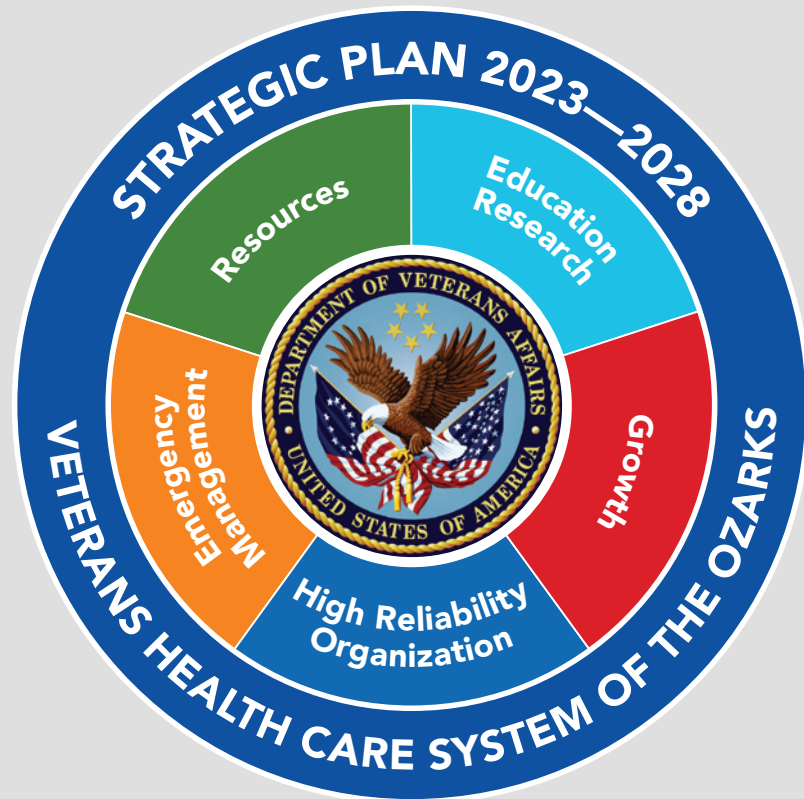 STRATEGIC PLAN 2023—2028
Education
Research
Growth
High Reliability
Organization
Emergency
Management
Resources
DEPARTMENT OF VETERANS AFFAIRS
UNITED STATES OF AMERICA
VETERANS HEALTH CARE SYSTEM OF THE OZARKS